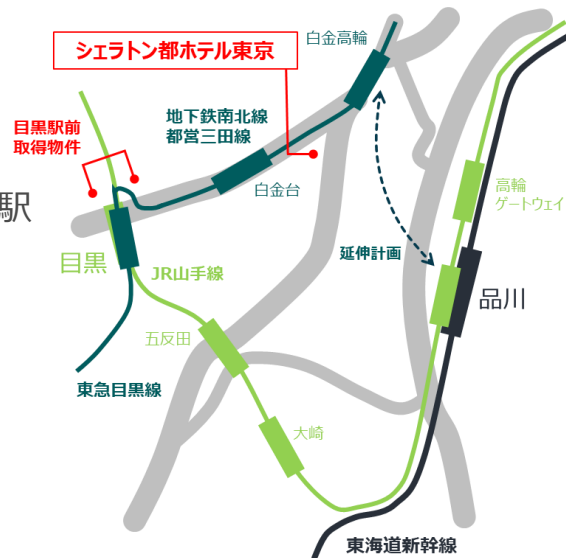 白金高輪
シェラトン都ホテル東京
地下鉄南北線
都営三田線
目黒駅前
取得物件
白金台
高輪
ゲートウェイ
駅
目黒
延伸計画
JR山手線
品川
五反田
東急目黒線
大崎
東海道新幹線